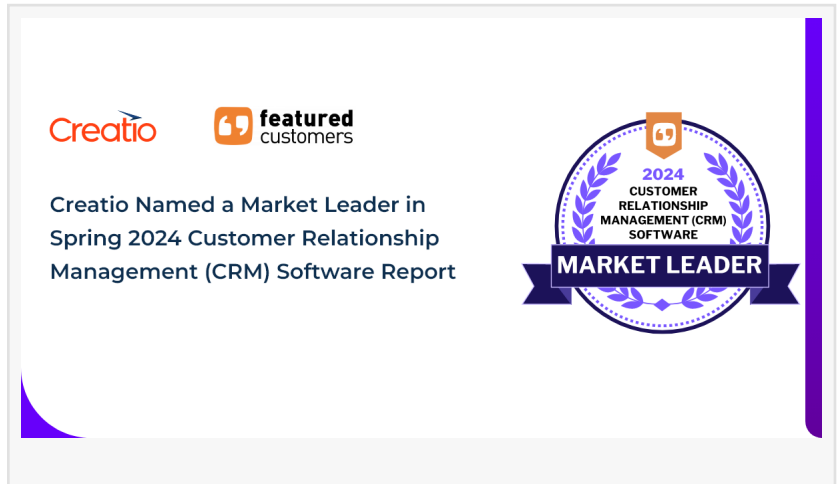 Creatio
featured
customers
Creatio Named a Market Leader in
Spring 2024 Customer Relationship
Management (CRM) Software Report
2024
CUSTOMER
RELATIONSHIP
MANAGEMENT (CRM)
SOFTWARE
MARKET LEADER